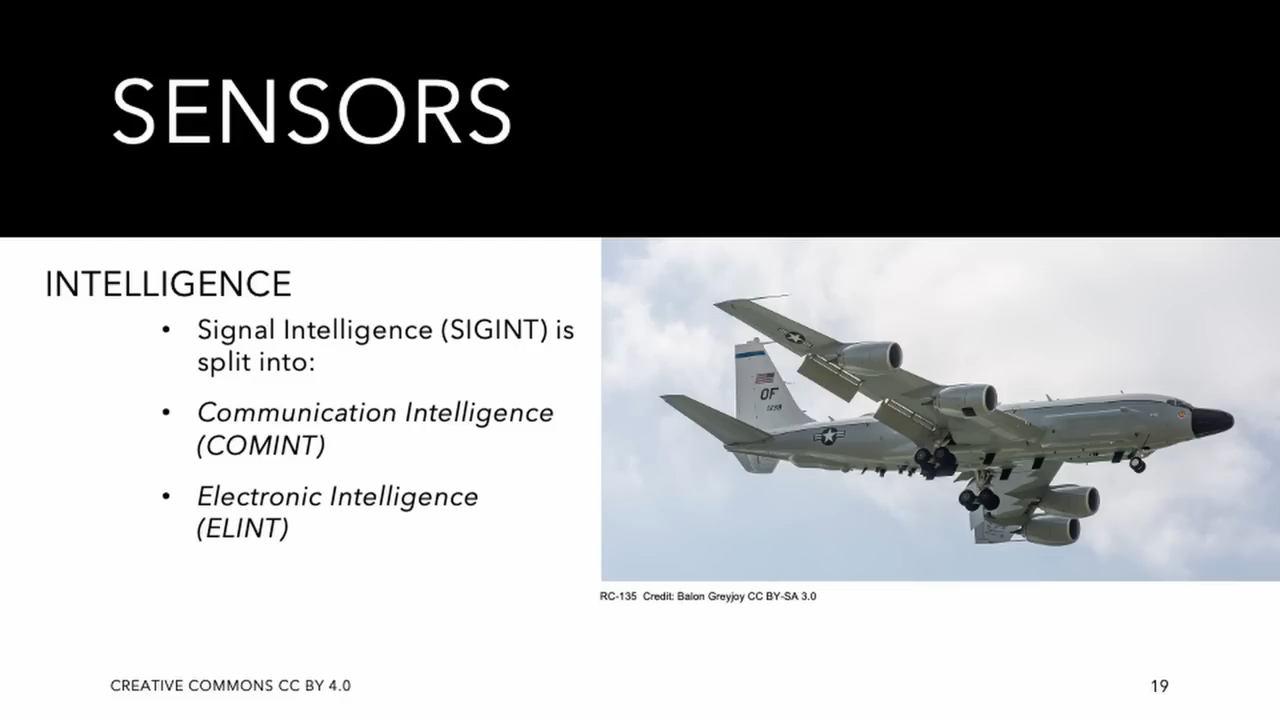 SENSORS
INTELLIGENCE
• Signal Intelligence (SIGINT) is
split into:
• Communication Intelligence
(COMINT)
• Electronic Intelligence
(ELINT)
OF
RC-135 Credit: Balon Greyjoy CC BY-SA 3.0
CREATIVE COMMONS CC BY 4.0
19